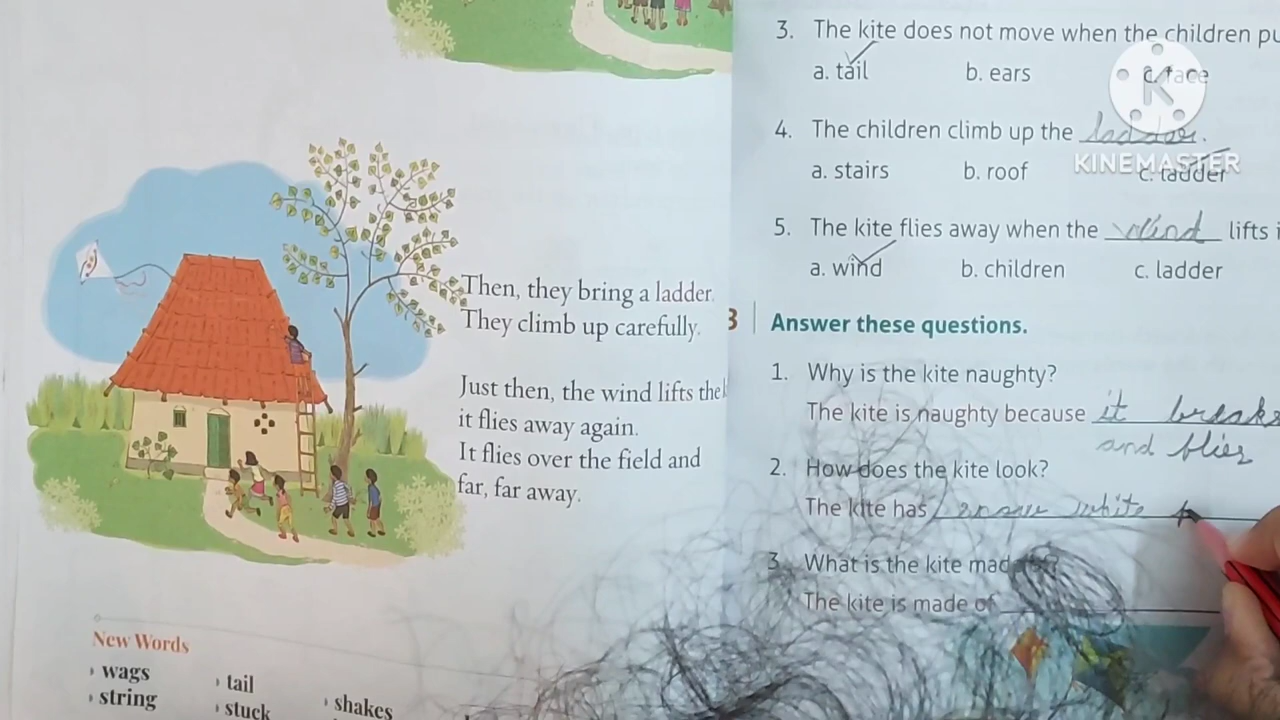 Then, they bring a ladder.
They climb up carefully.
Just then, the wind lifts the
it flies away again.
It flies over the field and
far, far away.
New Words
wags
string
tail
stuck
shakes
3. The kite does not move when the children pu
a. tail b. ears c. face
4. The children climb up the ladder.
a. stairs b. roof c. ladder
5. The kite flies away when the wind lifts i
a. wind b. children c. ladder
3 Answer these questions.
1. Why is the kite naughty?
The kite is naughty because it breaks
and flies
2. How does the kite look?
The kite has snow white
3. What is the kite made of?
The kite is made of
K
KINEMASTER